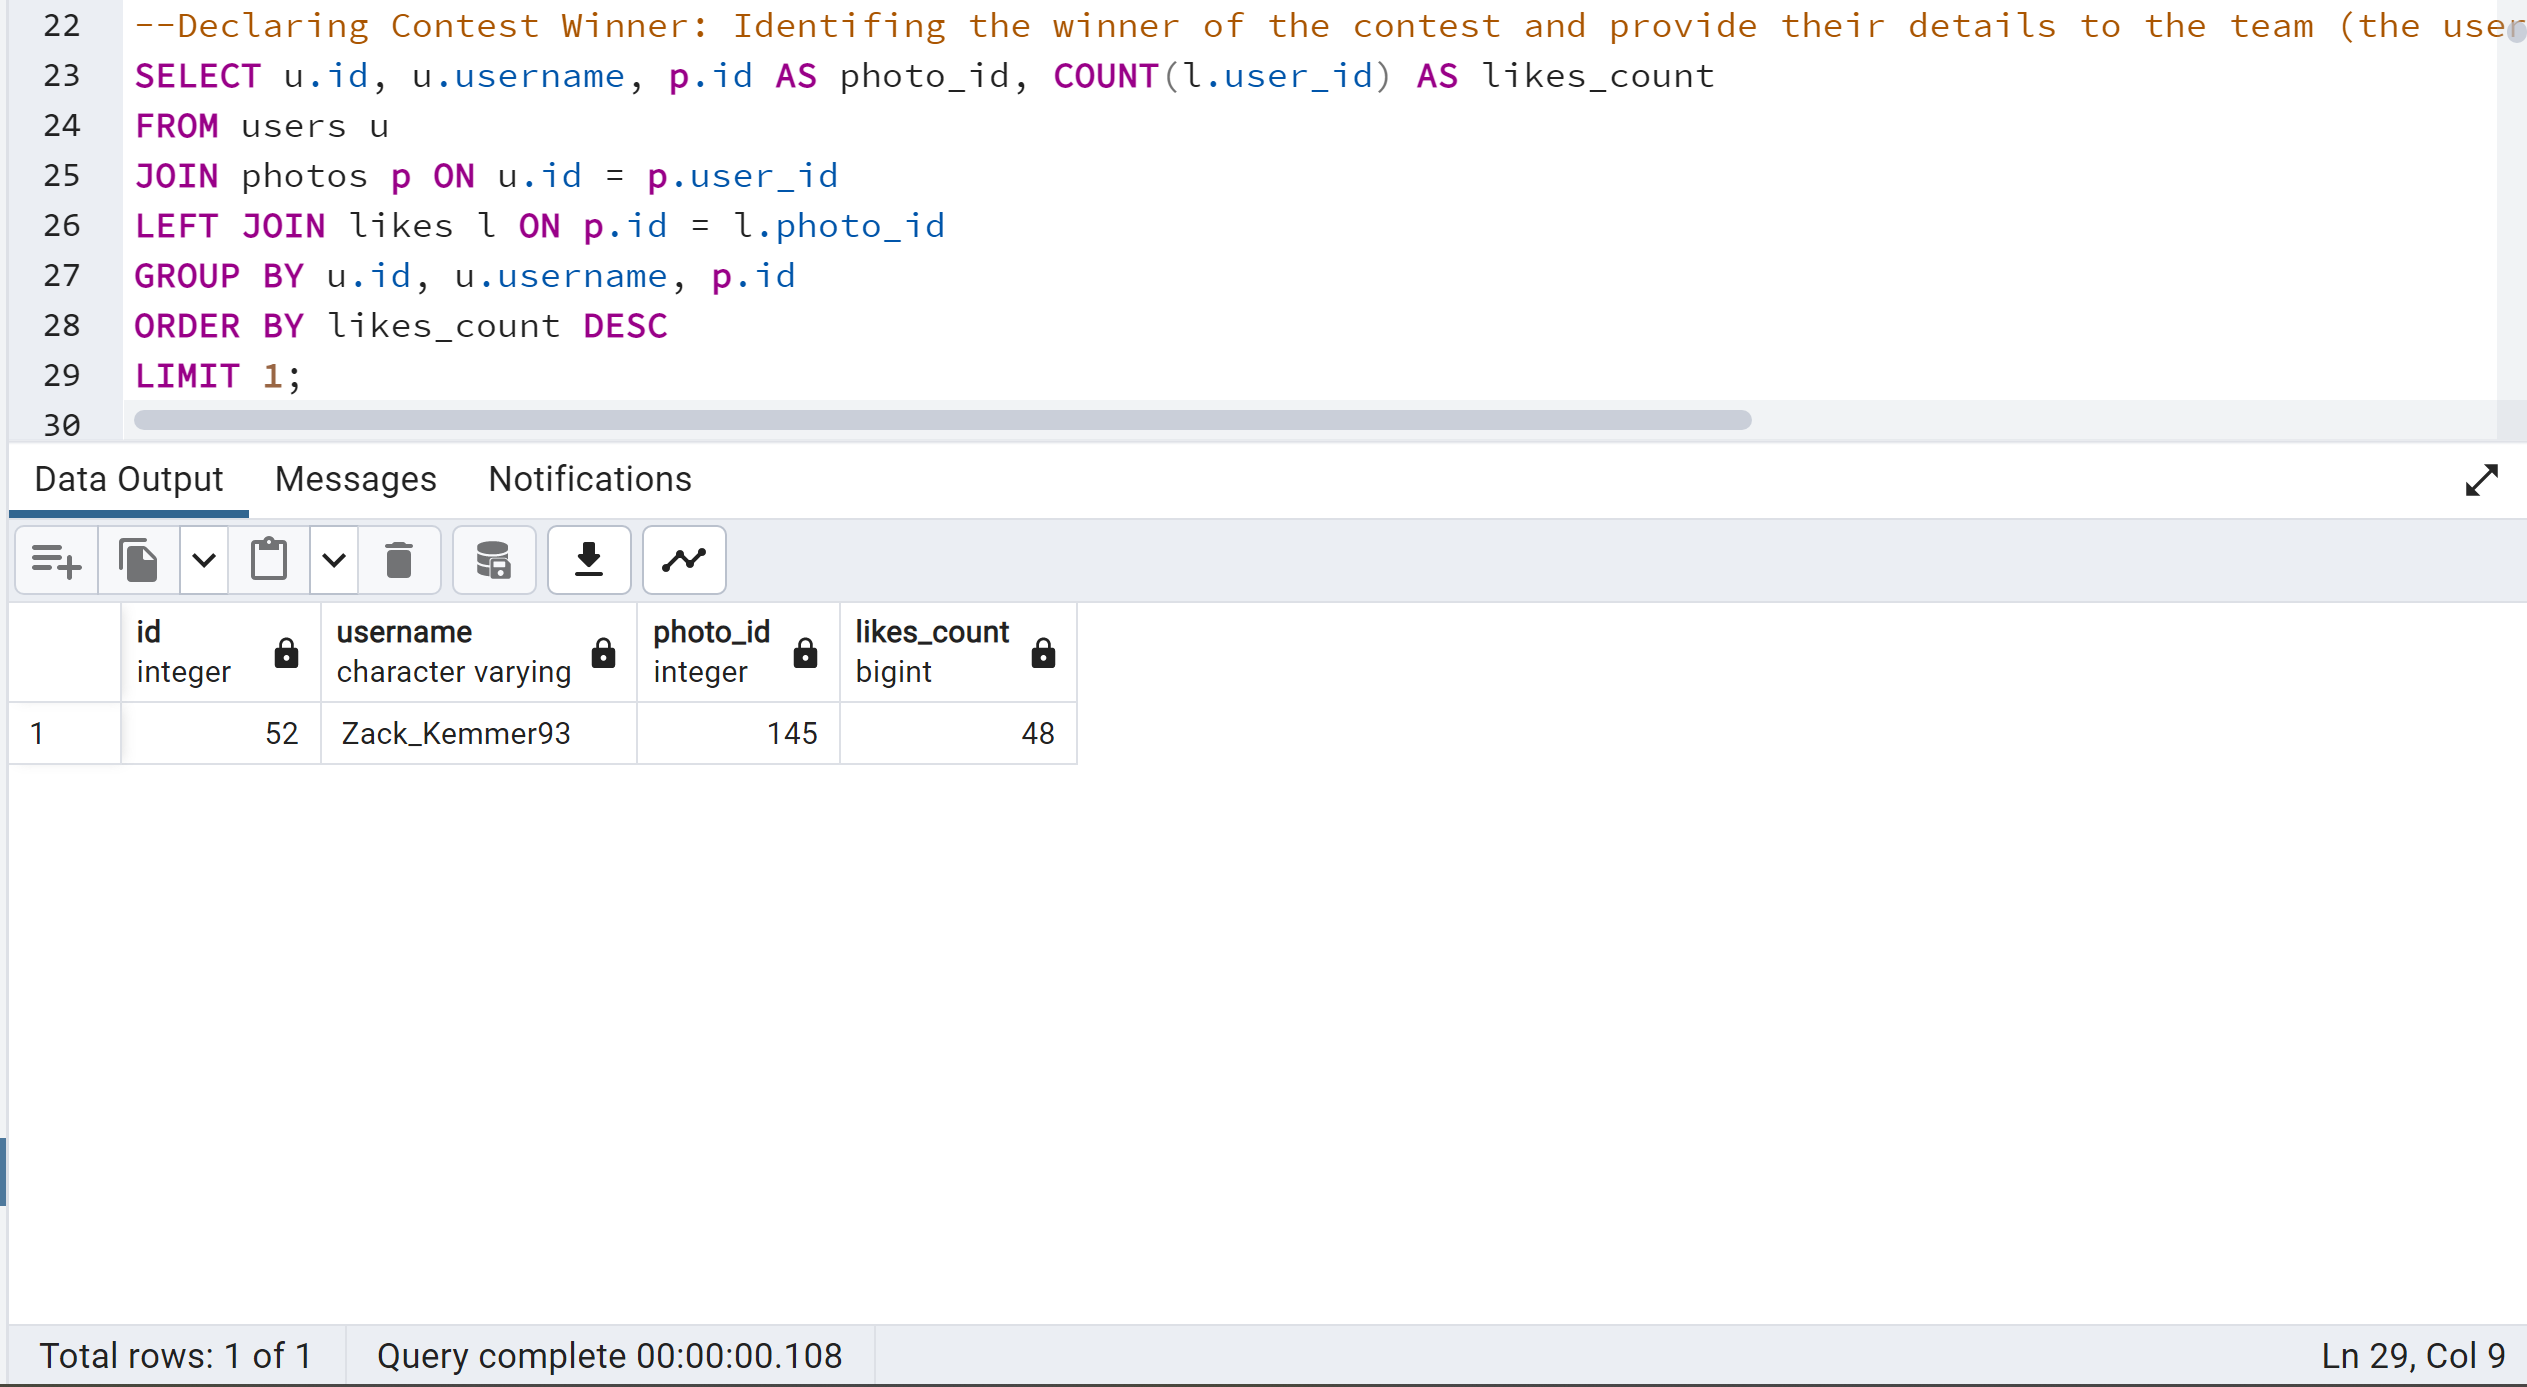 22 --Declaring Contest Winner: Identifing the winner of the contest and provide their details to the team (the user
23 SELECT u.id, u.username, p.id AS photo_id, COUNT(l.user_id) AS likes_count
24 FROM users u
25 JOIN photos p ON u.id = p.user_id
26 LEFT JOIN likes l ON p.id = l.photo_id
27 GROUP BY u.id, u.username, p.id
28 ORDER BY likes_count DESC
29 LIMIT 1;
30
Data Output Messages Notifications
id username photo_id likes_count
integer character varying integer bigint
1 52 Zack_Kemmer93 145 48
Total rows: 1 of 1 Query complete 00:00:00.108 Ln 29, Col 9